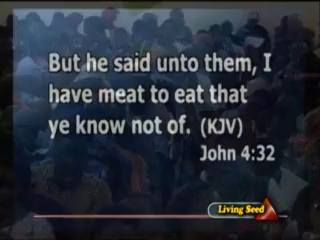 But he said unto them, I
have meat to eat that
ye know not of. (KJV)
John 4:32
Living Seed